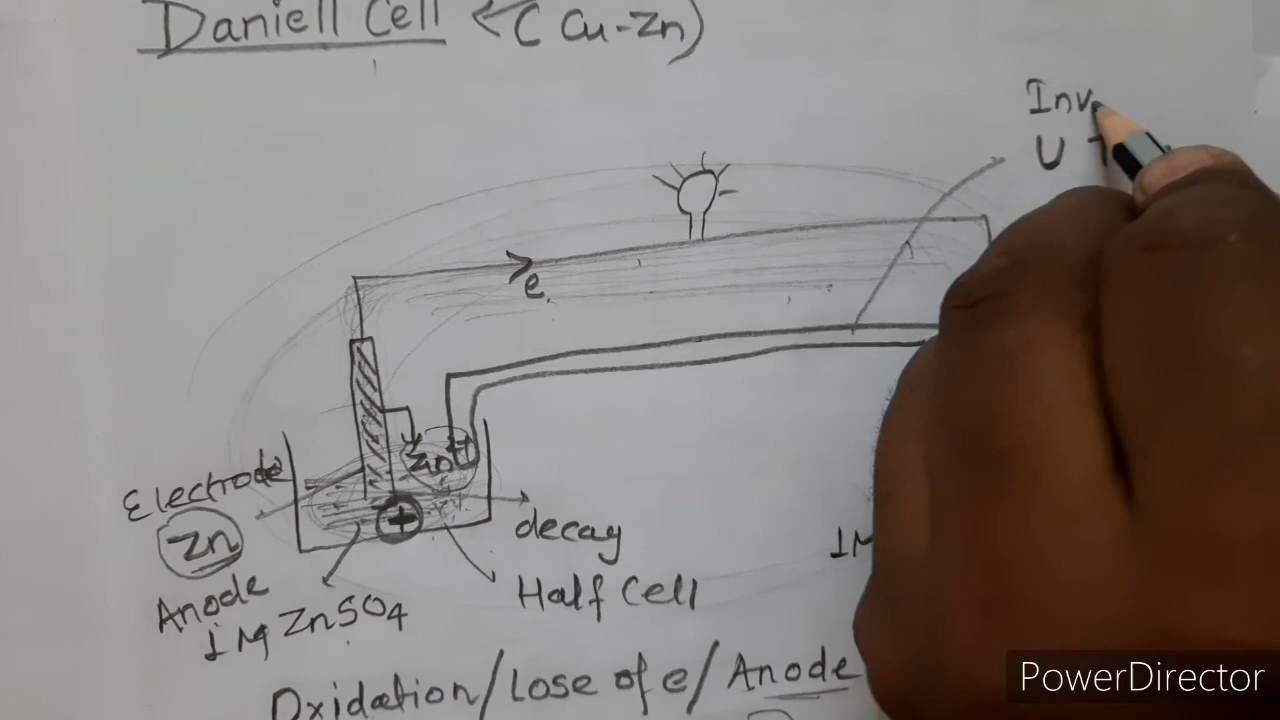 Daniell Cell ← (Cu-Zn)
Inv
U T
e
Zn
Electrode
Zn
Anode
+
decay
Half Cell
1M
1M ZnSO4
Oxidation/Lose of e/Anode
PowerDirector